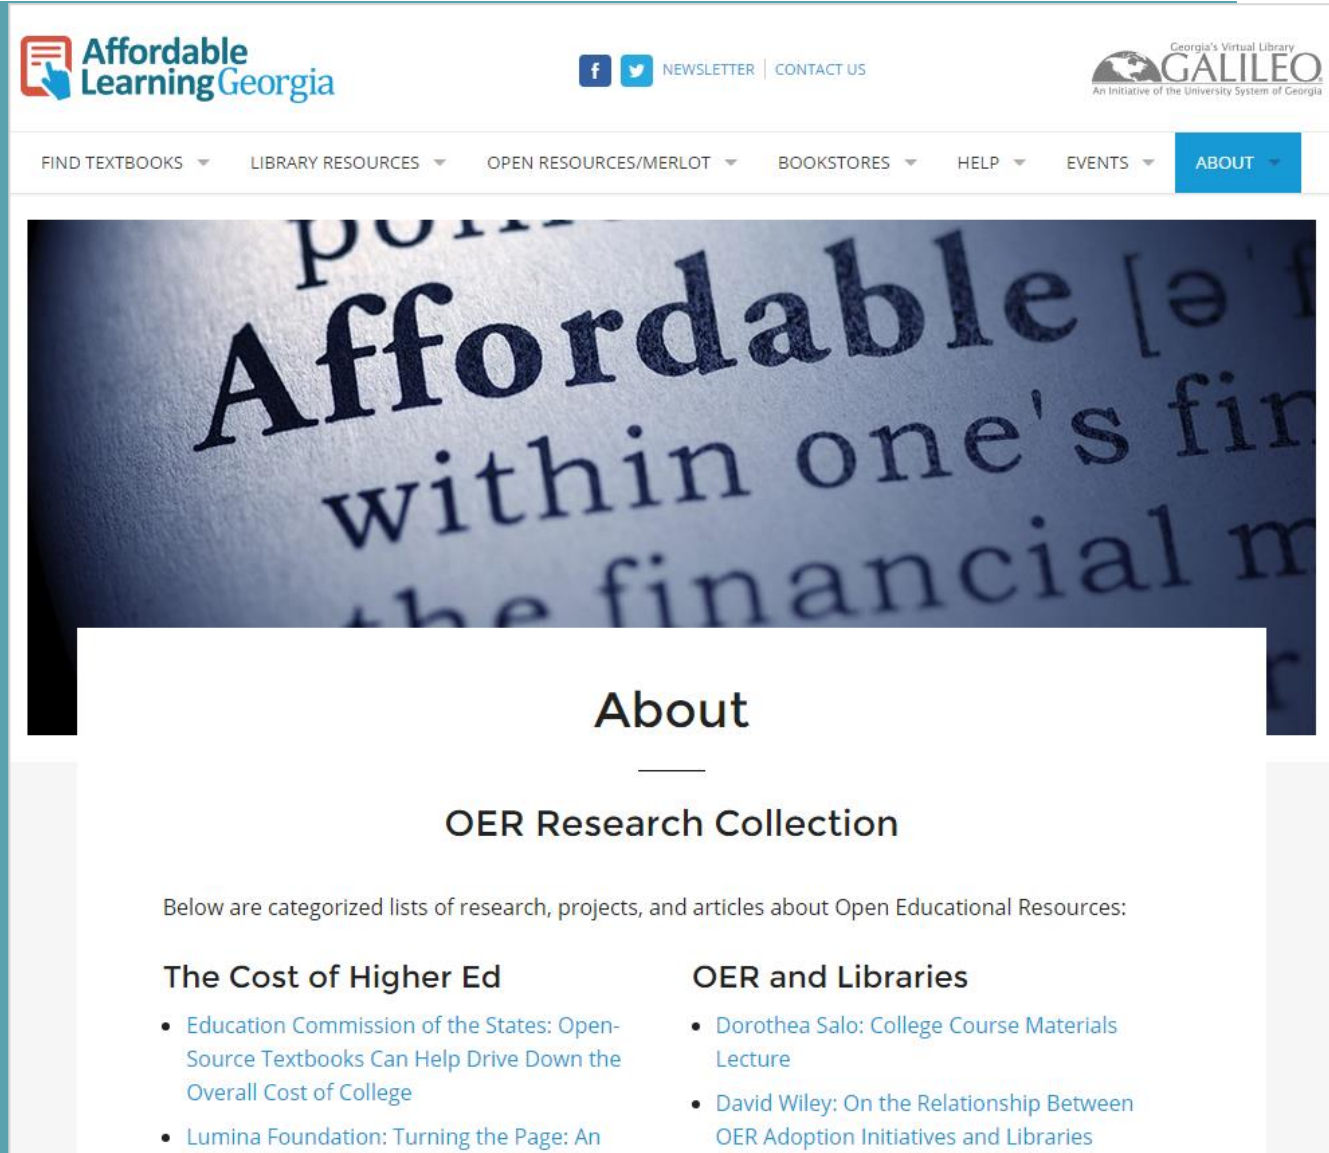 Affordable
Learning Georgia
NEWSLETTER
CONTACT US
Georgia's Virtual Library
GALILEO
An Initiative of the University System of Georgia
FIND TEXTBOOKS
LIBRARY RESOURCES
OPEN RESOURCES/MERLOT
BOOKSTORES
HELP
EVENTS
ABOUT
Affordable [ə'f
within one's fin
the financial m
About
OER Research Collection
Below are categorized lists of research, projects, and articles about Open Educational Resources:
The Cost of Higher Ed
Education Commission of the States: Open-
Source Textbooks Can Help Drive Down the
Overall Cost of College
Lumina Foundation: Turning the Page: An
OER and Libraries
Dorothea Salo: College Course Materials
Lecture
David Wiley: On the Relationship Between
OER Adoption Initiatives and Libraries